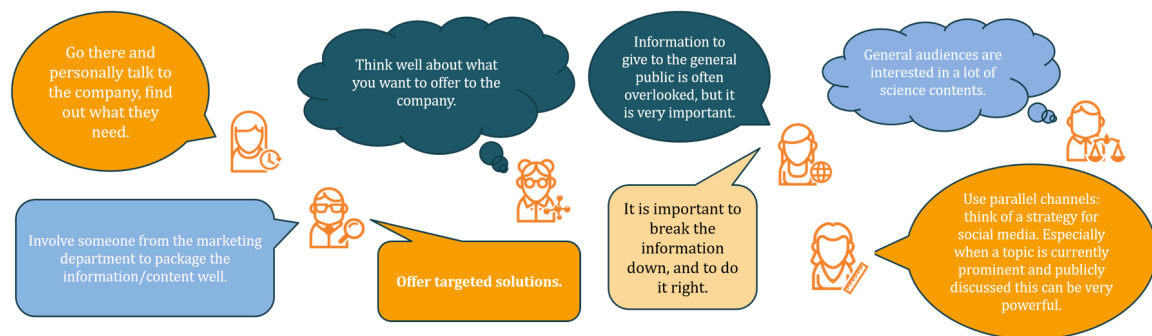 Go there and
personally talk to
the company, find
out what they
need.
Think well about what
you want to offer to the
company.
Information to
give to the general
public is often
overlooked, but it
is very important.
General audiences are
interested in a lot of
science contents.
Involve someone from the marketing
department to package the
information/content well.
Offer targeted solutions.
It is important to
break the
information
down, and to do
it right.
Use parallel channels:
think of a strategy for
social media. Especially
when a topic is currently
prominent and publicly
discussed this can be very
powerful.